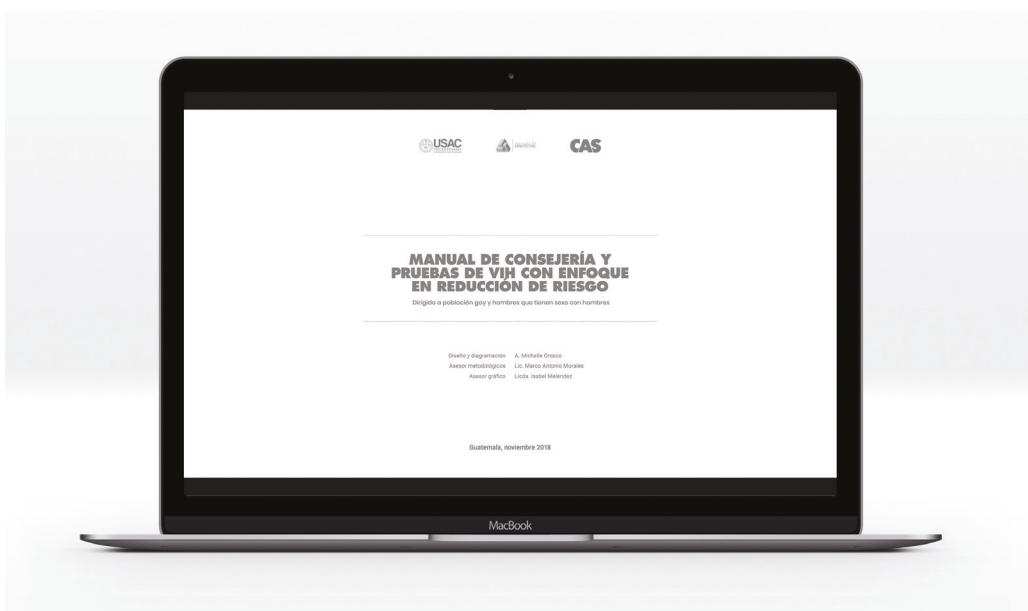 USAC
CAS
MANUAL DE CONSEJERÍA Y
PRUEBAS DE VIH CON ENFOQUE
EN REDUCCIÓN DE RIESGO
Dirigido a población gay y hombres que tienen sexo con hombres
Diseño y diagramación A. Michelle Orozco
Asesor metodológicos Lic. Marco Antonio Morales
Asesor gráfico Licda. Isabel Meléndez
Guatemala, noviembre 2018
MacBook